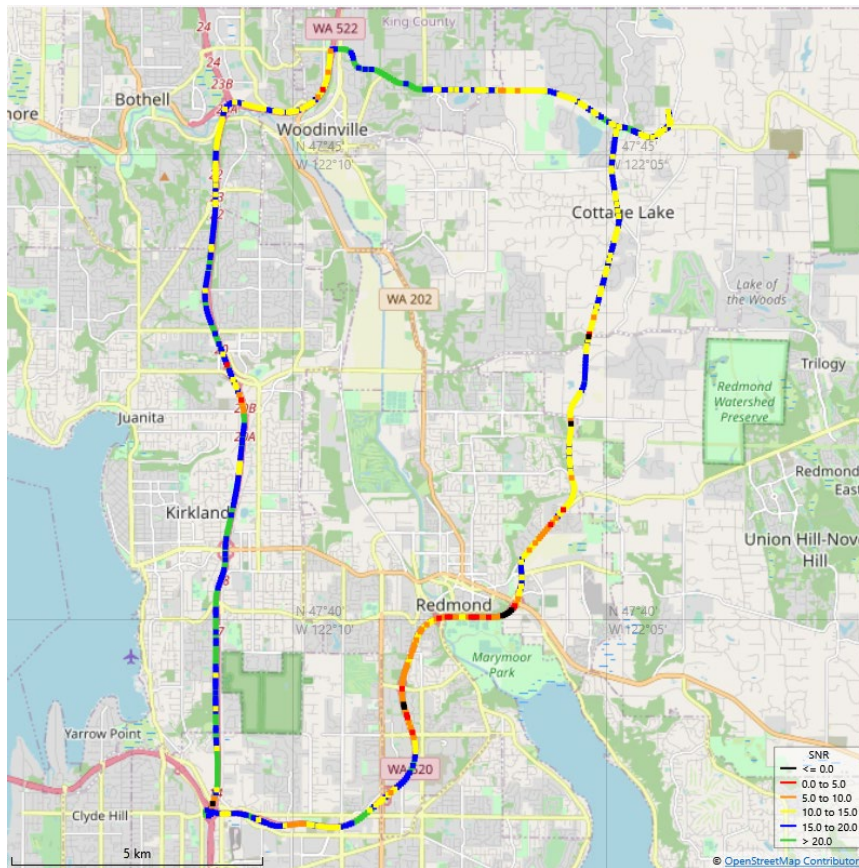 WA 522
King County
24
24
23B
Bothell
Woodinville
N 47°45'
W 122°10'
N 47°45'
W 122°05'
Cottage Lake
WA 202
Lake of
the Woods
Trilogy
Redmond
Watershed
Preserve
20B
Juanita
Redmond
East
Kirkland
Union Hill-Nove
Hill
N 47°40'
W 122°10'
Redmond
N 47°40'
W 122°05'
Marymoor
Park
Yarrow Point
WA 520
Clyde Hill
5 km
SNR
<= 0.0
0.0 to 5.0
5.0 to 10.0
10.0 to 15.0
15.0 to 20.0
> 20.0
© OpenStreetMap Contributor